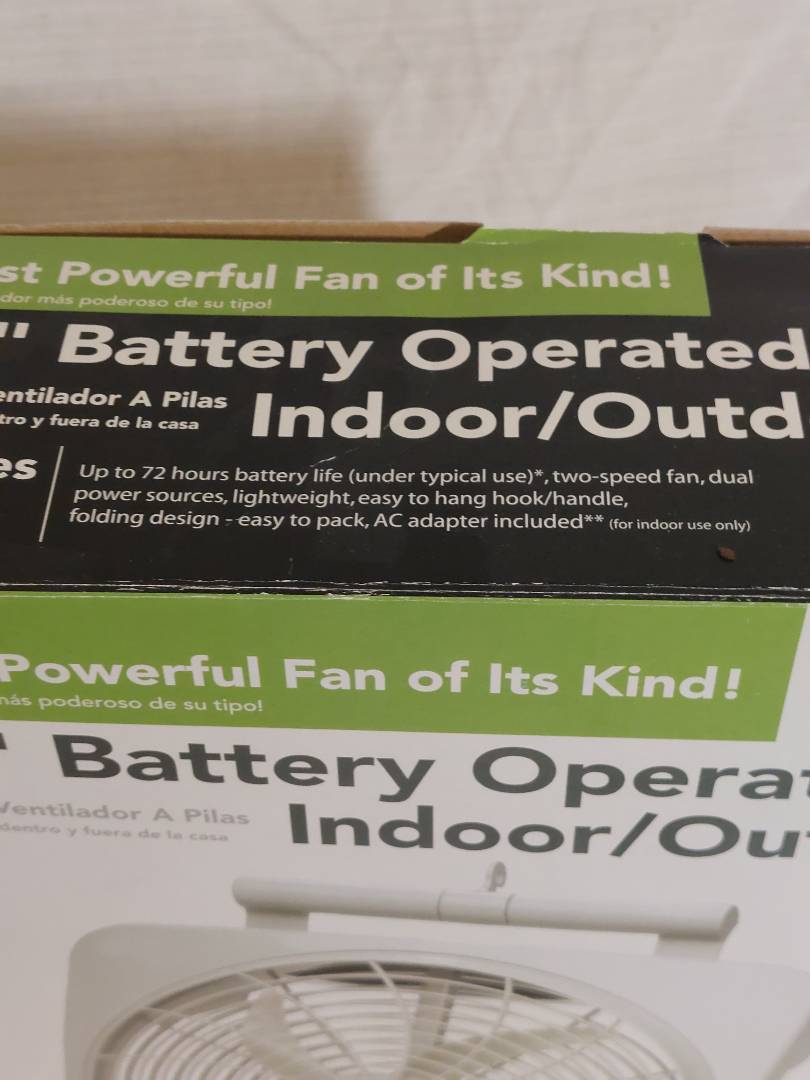 st Powerful Fan of Its Kind!
dor más poderoso de su tipo!
" Battery Operated
entilador A Pilas
tro y fuera de la casa
Indoor/Outd
es
Up to 72 hours battery life (under typical use)*, two-speed fan, dual
power sources, lightweight, easy to hang hook/handle,
folding design - easy to pack, AC adapter included** (for indoor use only)
Powerful Fan of Its Kind!
más poderoso de su tipo!
" Battery Operat
Ventilador A Pilas
dentro y fuera de la casa
Indoor/Out